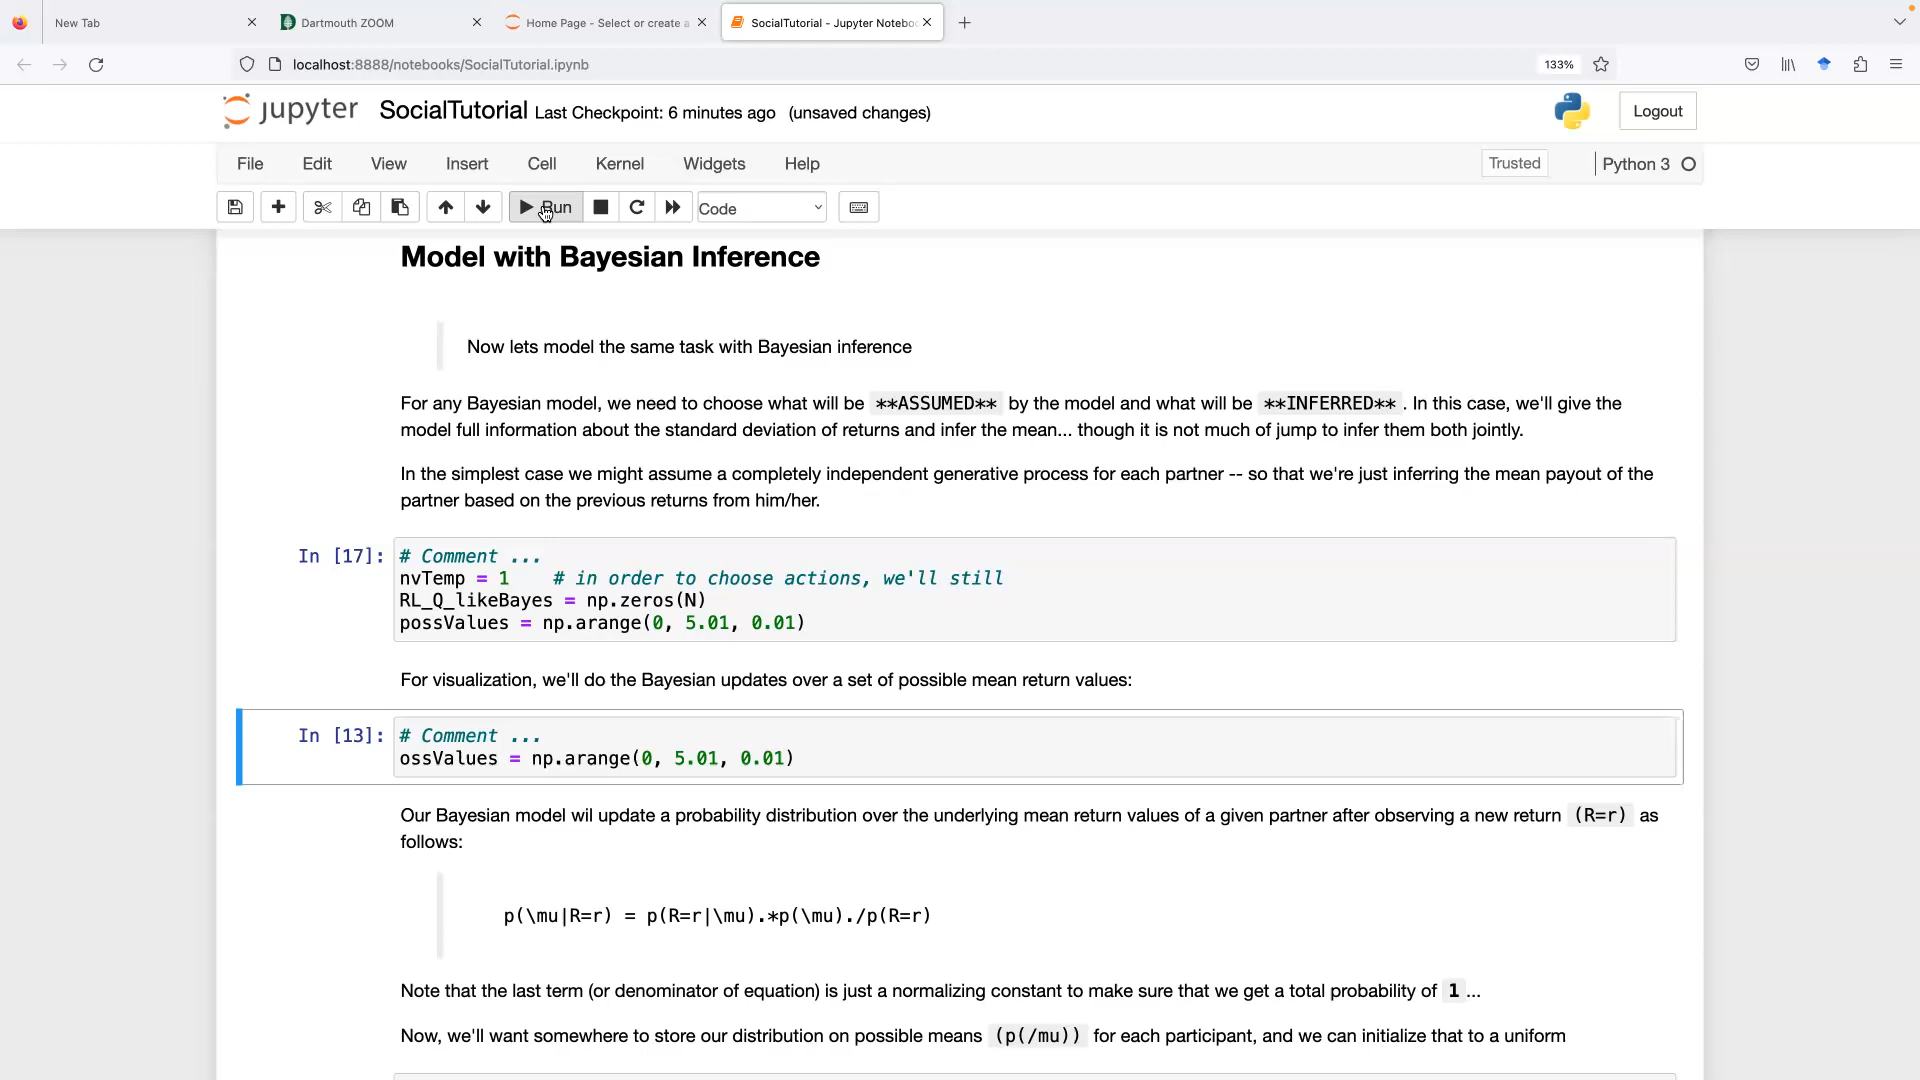 New Tab
Dartmouth ZOOM
Home Page - Select or create a
SocialTutorial - Jupyter Notebo
localhost:8888/notebooks/SocialTutorial.ipynb
133%
jupyter SocialTutorial Last Checkpoint: 6 minutes ago (unsaved changes)
Logout
File Edit View Insert Cell Kernel Widgets Help
Trusted
Python 3
Run
Code
Model with Bayesian Inference
Now lets model the same task with Bayesian inference
For any Bayesian model, we need to choose what will be **ASSUMED** by the model and what will be **INFERRED** . In this case, we'll give the
model full information about the standard deviation of returns and infer the mean... though it is not much of jump to infer them both jointly.
In the simplest case we might assume a completely independent generative process for each partner -- so that we're just inferring the mean payout of the
partner based on the previous returns from him/her.
In [17]: # Comment ...
nvTemp = 1    # in order to choose actions, we'll still
RL_Q_likeBayes = np.zeros(N)
possValues = np.arange(0, 5.01, 0.01)
For visualization, we'll do the Bayesian updates over a set of possible mean return values:
In [13]: # Comment ...
ossValues = np.arange(0, 5.01, 0.01)
Our Bayesian model wil update a probability distribution over the underlying mean return values of a given partner after observing a new return (R=r) as
follows:
p(\mu|R=r) = p(R=r|\mu).*p(\mu)./p(R=r)
Note that the last term (or denominator of equation) is just a normalizing constant to make sure that we get a total probability of 1 ...
Now, we'll want somewhere to store our distribution on possible means (p(/mu)) for each participant, and we can initialize that to a uniform